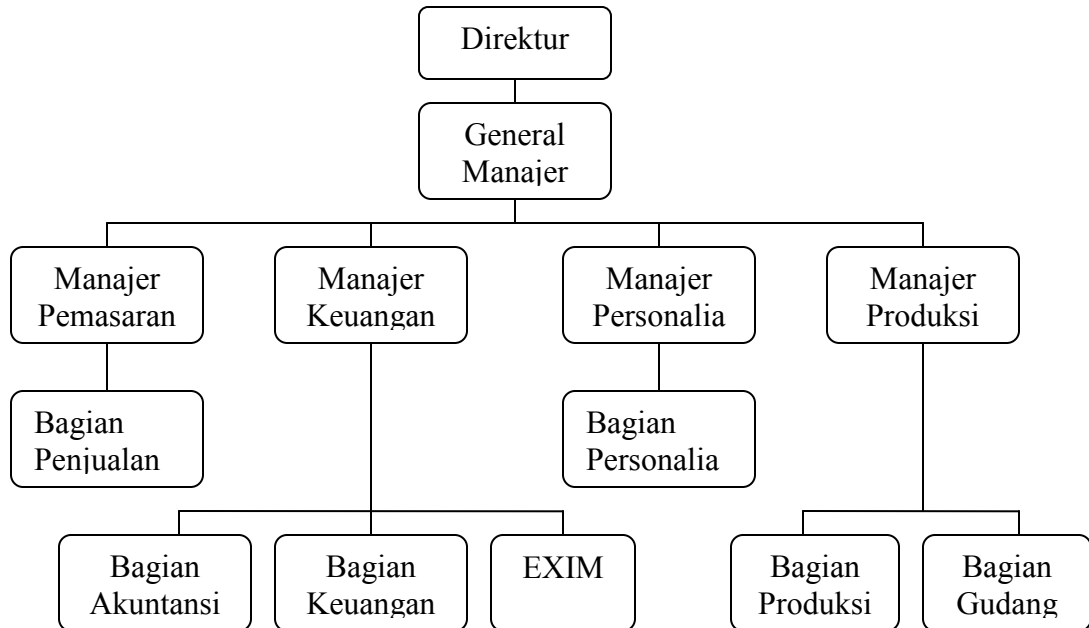 Direktur
General
Manajer
Manajer
Pemasaran
Manajer
Keuangan
Manajer
Personalia
Manajer
Produksi
Bagian
Penjualan
Bagian
Personalia
Bagian
Akuntansi
Bagian
Keuangan
EXIM
Bagian
Produksi
Bagian
Gudang